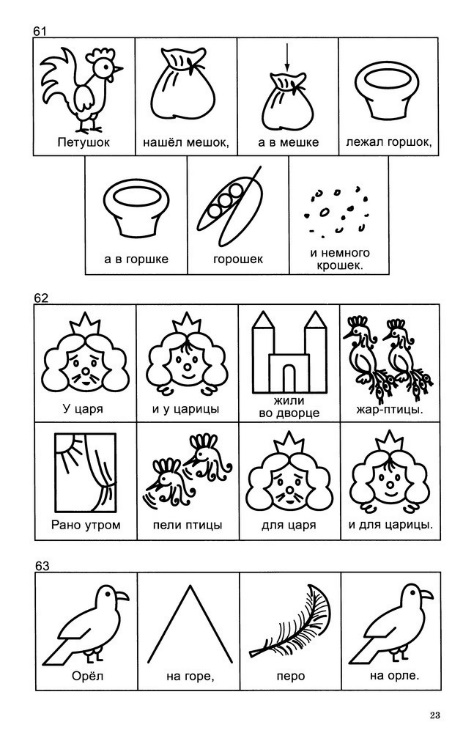 61
Петушок
нашёл мешок,
а в мешке
лежал горшок,
а в горшке
горошек
и немного
крошек.
62
У царя
и у царицы
жили
во дворце
жар-птицы.
Рано утром
пели птицы
для царя
и для царицы.
63
Орёл
на горе,
перо
на орле.
23